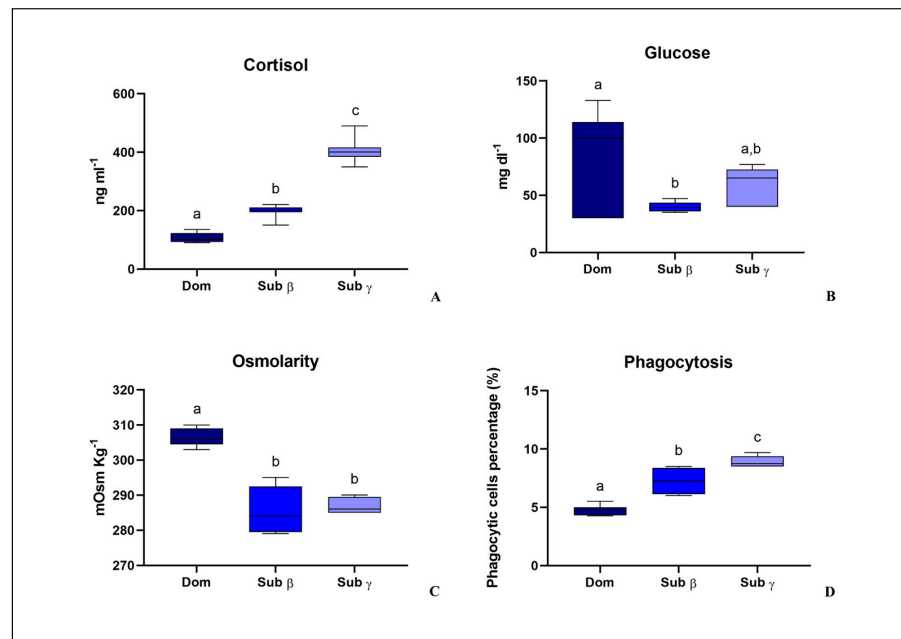 Cortisol
600
400
200
0
ng ml-1
a
b
c
Dom
Sub β
Sub γ
A
Glucose
150
100
50
0
mg dl-1
a
b
a,b
Dom
Sub β
Sub γ
B
Osmolarity
320
310
300
290
280
270
mOsm Kg-1
a
b
b
Dom
Sub β
Sub γ
C
Phagocytosis
15
10
5
0
Phagocytic cells percentage (%)
a
b
c
Dom
Sub β
Sub γ
D